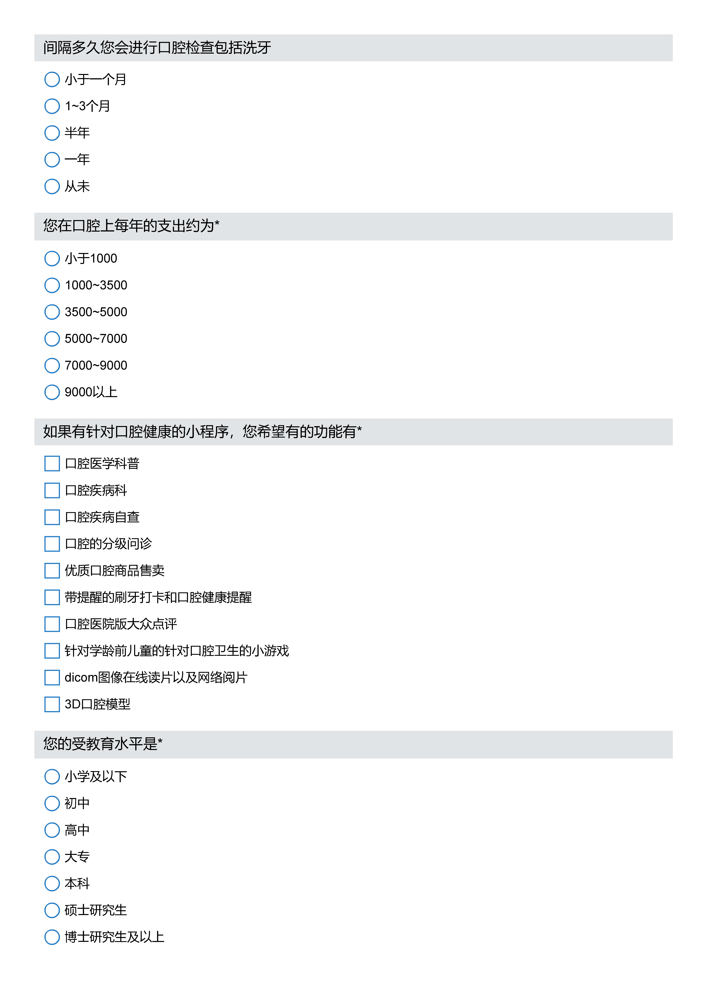 间隔多久您会进行口腔检查包括洗牙
小于一个月
1~3个月
半年
一年
从未
您在口腔上每年的支出约为*
小于1000
1000~3500
3500~5000
5000~7000
7000~9000
9000以上
如果有针对口腔健康的小程序，您希望有的功能有*
口腔医学科普
口腔疾病科
口腔疾病自查
口腔的分级问诊
优质口腔商品售卖
带提醒的刷牙打卡和口腔健康提醒
口腔医院版大众点评
针对学龄前儿童的针对口腔卫生的小游戏
dicom图像在线读片以及网络阅片
3D口腔模型
您的受教育水平是*
小学及以下
初中
高中
大专
本科
硕士研究生
博士研究生及以上